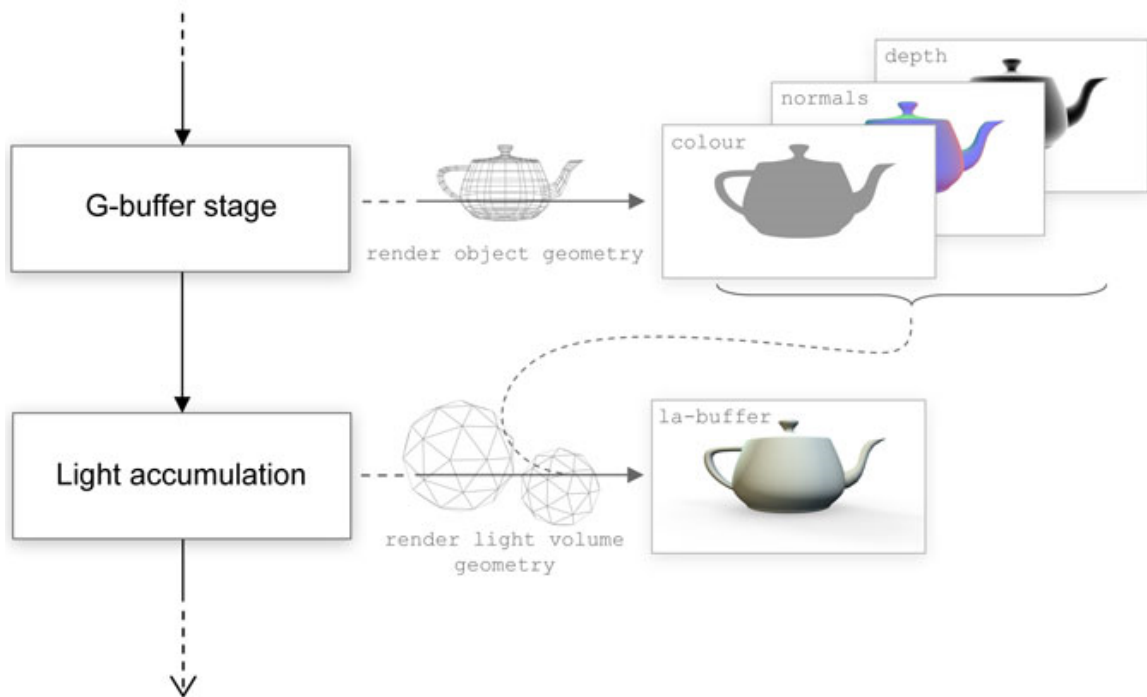 depth
normals
colour
G-buffer stage
render object geometry
la-buffer
Light accumulation
render light volume
geometry